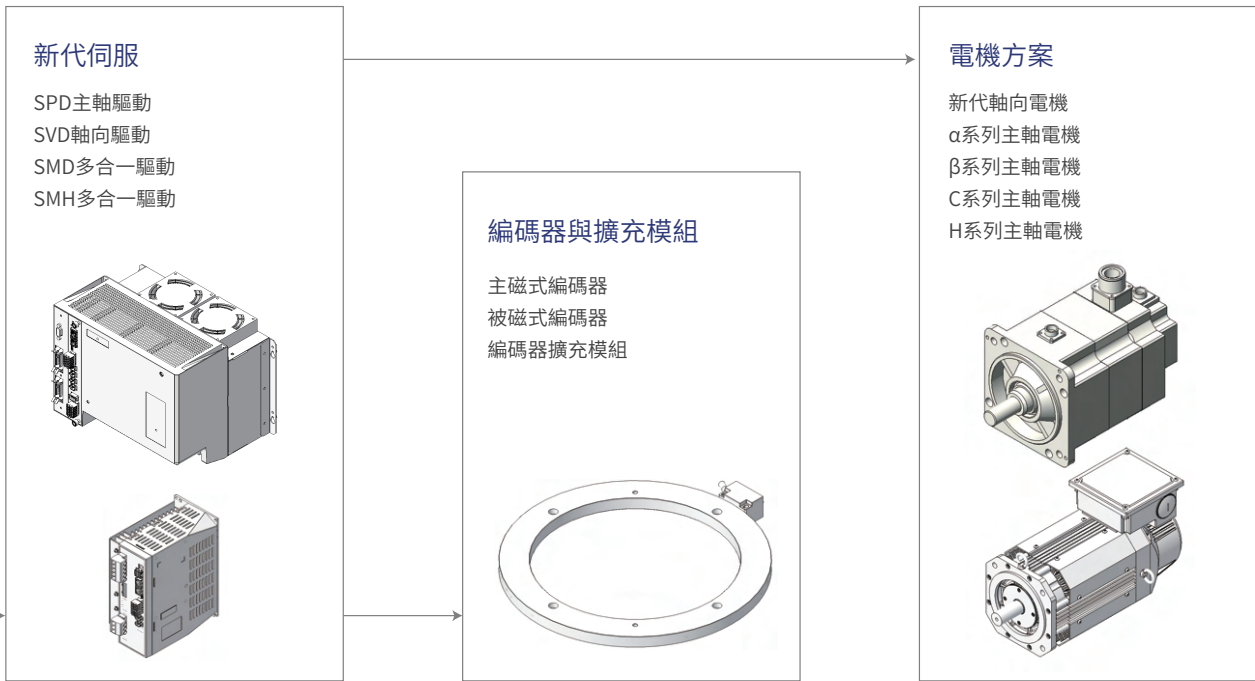 新代伺服
SPD主軸驅動
SVD軸向驅動
SMD多合一驅動
SMH多合一驅動
編碼器與擴充模組
主磁式編碼器
被磁式編碼器
編碼器擴充模組
電機方案
新代軸向電機
α系列主軸電機
β系列主軸電機
C系列主軸電機
H系列主軸電機